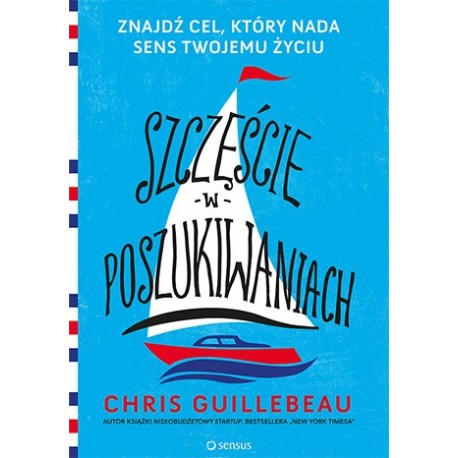 ZNAJDŹ CEL, KTÓRY NADA
SENS TWOJEMU ŻYCIU
SZCZĘŚCIE
-W-
POSZUKIWANIACH
CHRIS GUILLEBEAU
AUTOR KSIĄŻKI NISKOBUDŻETOWY STARTUP, BESTSELLERA „NEW YORK TIMESA”
sensus